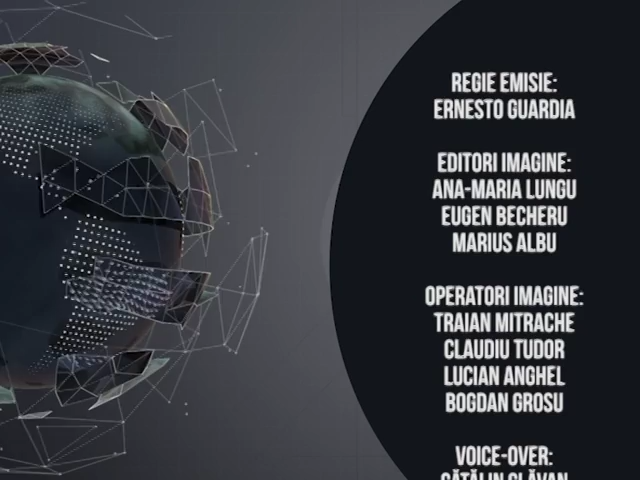 REGIE EMISIE:
ERNESTO GUARDIA
EDITORI IMAGINE:
ANA-MARIA LUNGU
EUGEN BECHERU
MARIUS ALBU
OPERATORI IMAGINE:
TRAIAN MITRACHE
CLAUDIU TUDOR
LUCIAN ANGHEL
BOGDAN GROSU
VOICE-OVER: